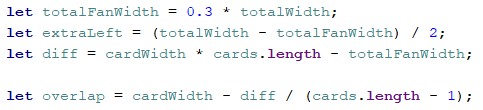 let totalFanWidth = 0.3 * totalWidth;
let extraLeft = (totalWidth - totalFanWidth) / 2;
let diff = cardWidth * cards.length - totalFanWidth;

let overlap = cardWidth - diff / (cards.length - 1);